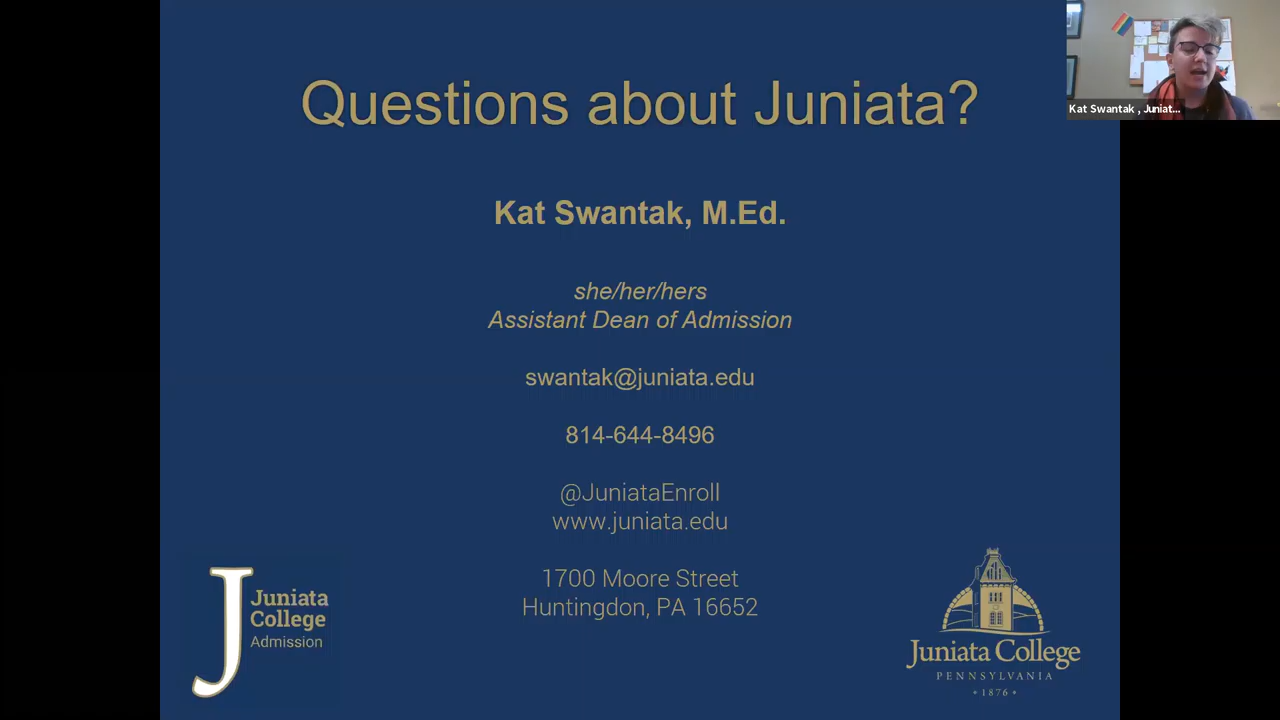 Questions about Juniata?
Kat Swantak, M.Ed.
she/her/hers
Assistant Dean of Admission
swantak@juniata.edu
814-644-8496
@JuniataEnroll
www.juniata.edu
1700 Moore Street
Huntingdon, PA 16652
J
Juniata
College
Admission
Juniata College
PENNSYLVANIA
• 1876 •
Kat Swantak , Juniat...